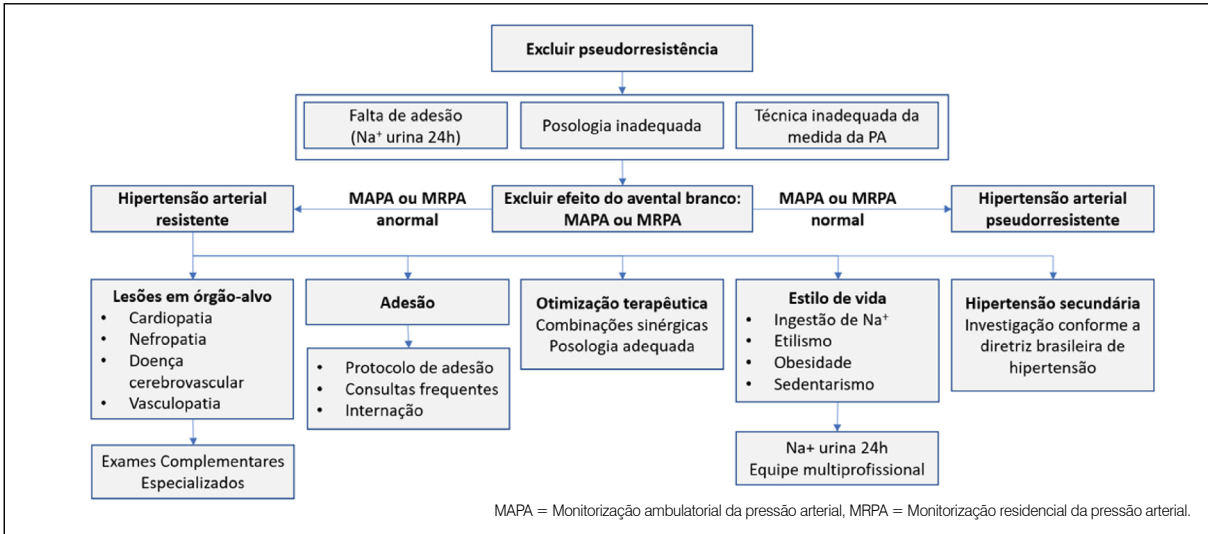 Excluir pseudorresistência
Falta de adesão
(Na⁺ urina 24h)
Posologia inadequada
Técnica inadequada da
medida da PA
Hipertensão arterial
resistente
MAPA ou MRPA
anormal
Excluir efeito do avental branco:
MAPA ou MRPA
MAPA ou MRPA
normal
Hipertensão arterial
pseudorresistente
Lesões em órgão-alvo
• Cardiopatia
• Nefropatia
• Doença
cerebrovascular
• Vasculopatia
Exames Complementares
Especializados
Adesão
• Protocolo de adesão
• Consultas frequentes
• Internação
Otimização terapêutica
Combinações sinérgicas
Posologia adequada
Estilo de vida
• Ingestão de Na⁺
• Etilismo
• Obesidade
• Sedentarismo
Na+ urina 24h
Equipe multiprofissional
Hipertensão secundária
Investigação conforme a
diretriz brasileira de
hipertensão
MAPA = Monitorização ambulatorial da pressão arterial, MRPA = Monitorização residencial da pressão arterial.